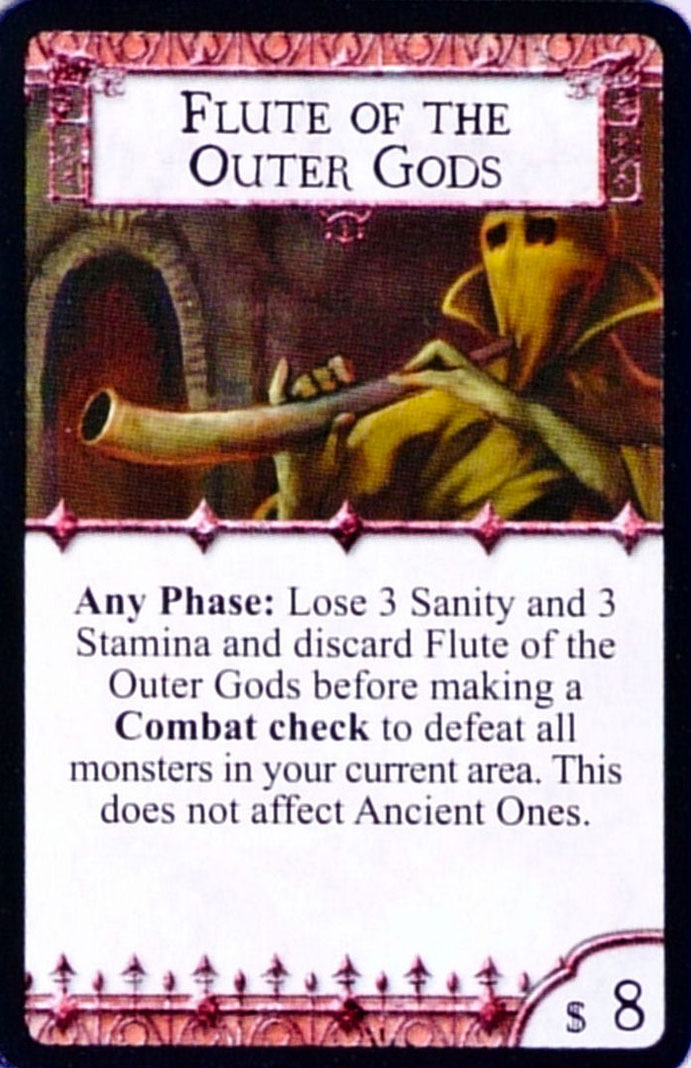 FLUTE OF THE
OUTER GODS
Any Phase: Lose 3 Sanity and 3
Stamina and discard Flute of the
Outer Gods before making a
Combat check to defeat all
monsters in your current area. This
does not affect Ancient Ones.
$ 8